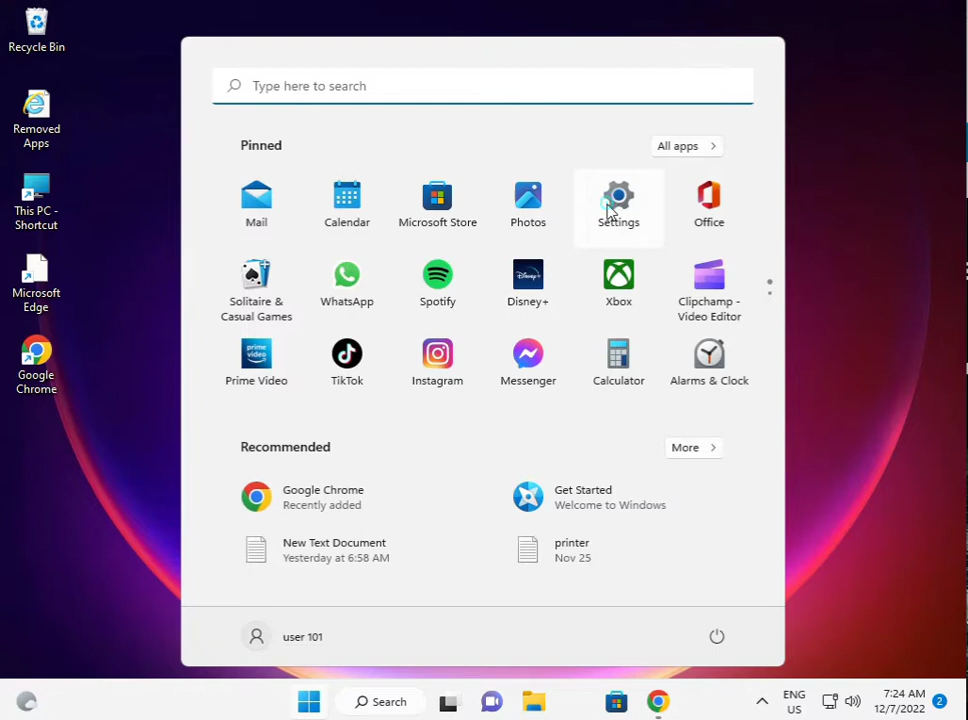 Recycle Bin
Removed
Apps
This PC -
Shortcut
Microsoft
Edge
Google
Chrome
Type here to search
Pinned
All apps
Mail
Calendar
Microsoft Store
Photos
Settings
Office
Solitaire &
Casual Games
WhatsApp
Spotify
Disney+
Xbox
Clipchamp -
Video Editor
Prime Video
TikTok
Instagram
Messenger
Calculator
Alarms & Clock
Recommended
More
Google Chrome
Recently added
Get Started
Welcome to Windows
New Text Document
Yesterday at 6:58 AM
printer
Nov 25
user 101
Search
ENG
US
7:24 AM
12/7/2022
2